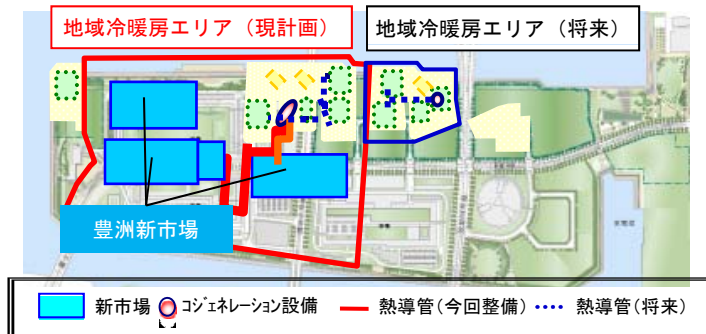 地域冷暖房エリア（現計画）
地域冷暖房エリア（将来）
豊洲新市場
新市場 コジェネレーション設備 熱導管(今回整備) 熱導管(将来)